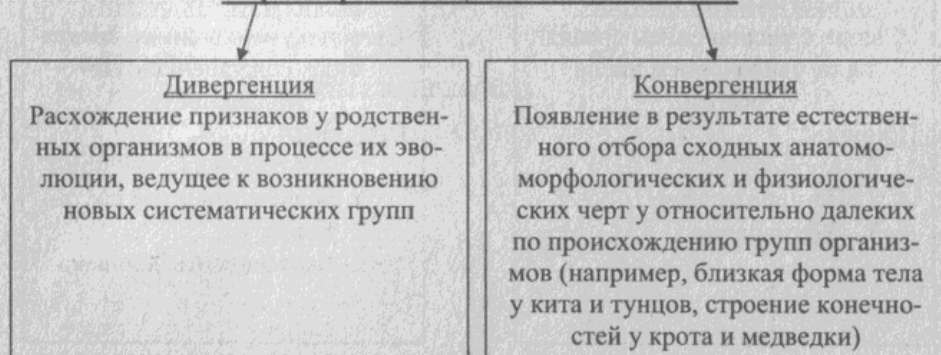 Дивергенция
Расхождение признаков у родствен-
ных организмов в процессе их эво-
люции, ведущее к возникновению
новых систематических групп
Конвергенция
Появление в результате естествен-
ного отбора сходных анатомо-
морфологических и физиологиче-
ских черт у относительно далеких
по происхождению групп организ-
мов (например, близкая форма тела
у кита и тунцов, строение конечно-
стей у крота и медведки)